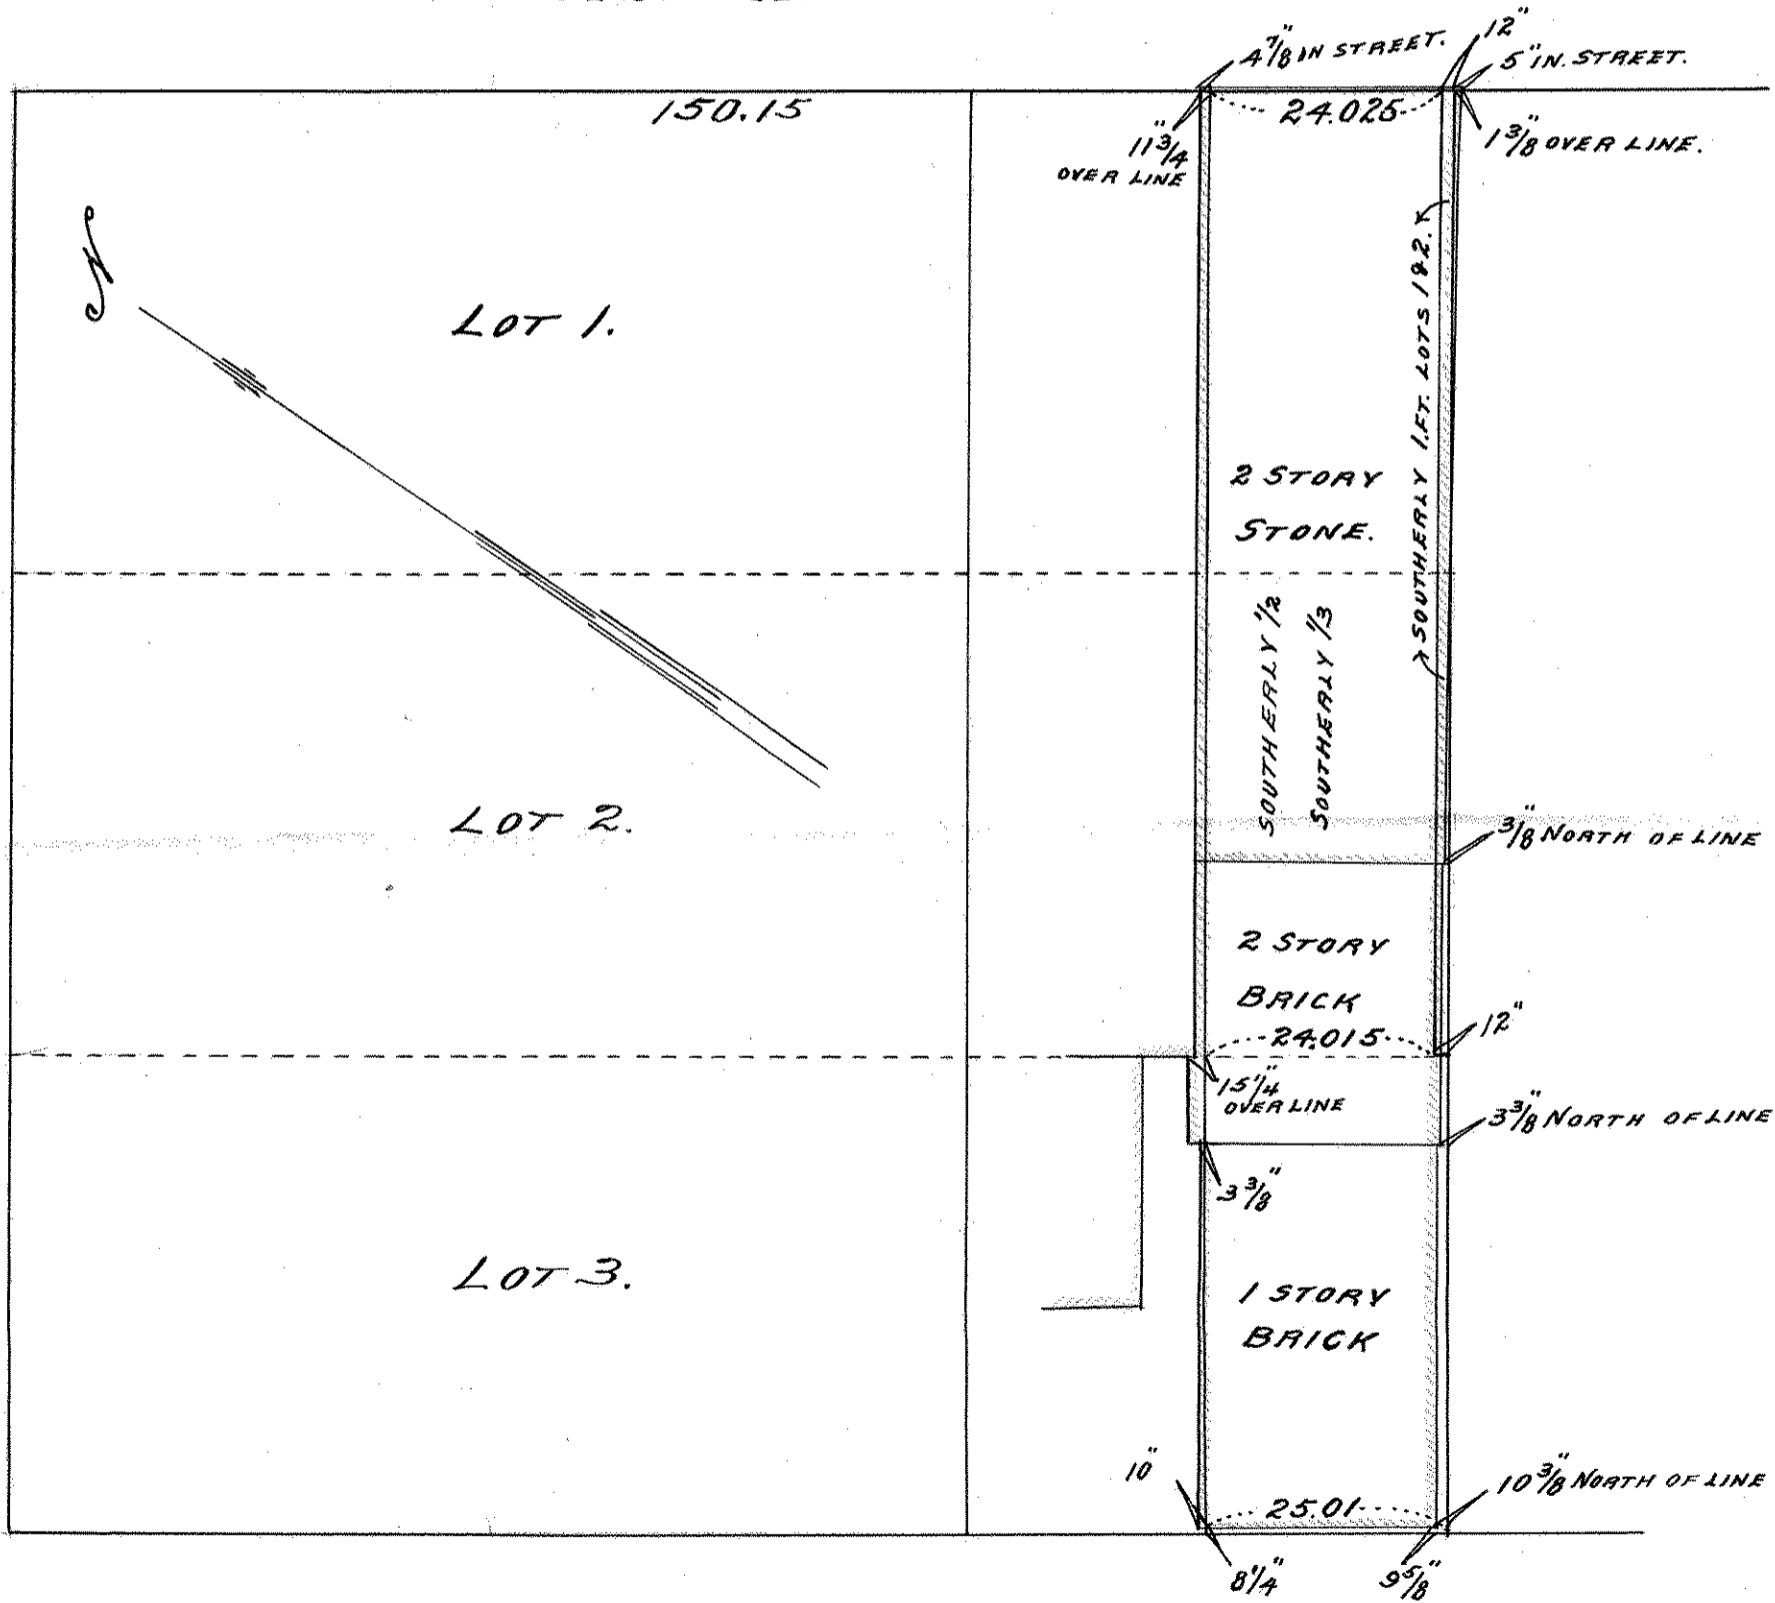 4 7/8" IN STREET.
12"
5" IN. STREET.
150.15
24.025
11 3/4"
OVER LINE
1 3/8" OVER LINE.
N
LOT 1.
SOUTHERLY 1.FT. LOTS 1 & 2.
2 STORY
STONE.
SOUTHERLY 1/2
SOUTHERLY 1/3
LOT 2.
3/8" NORTH OF LINE
2 STORY
BRICK
24.015
12"
15 1/4"
OVER LINE
3 3/8" NORTH OF LINE
3 3/8"
LOT 3.
1 STORY
BRICK
10"
25.01
10 3/8" NORTH OF LINE
8 1/4"
9 5/8"